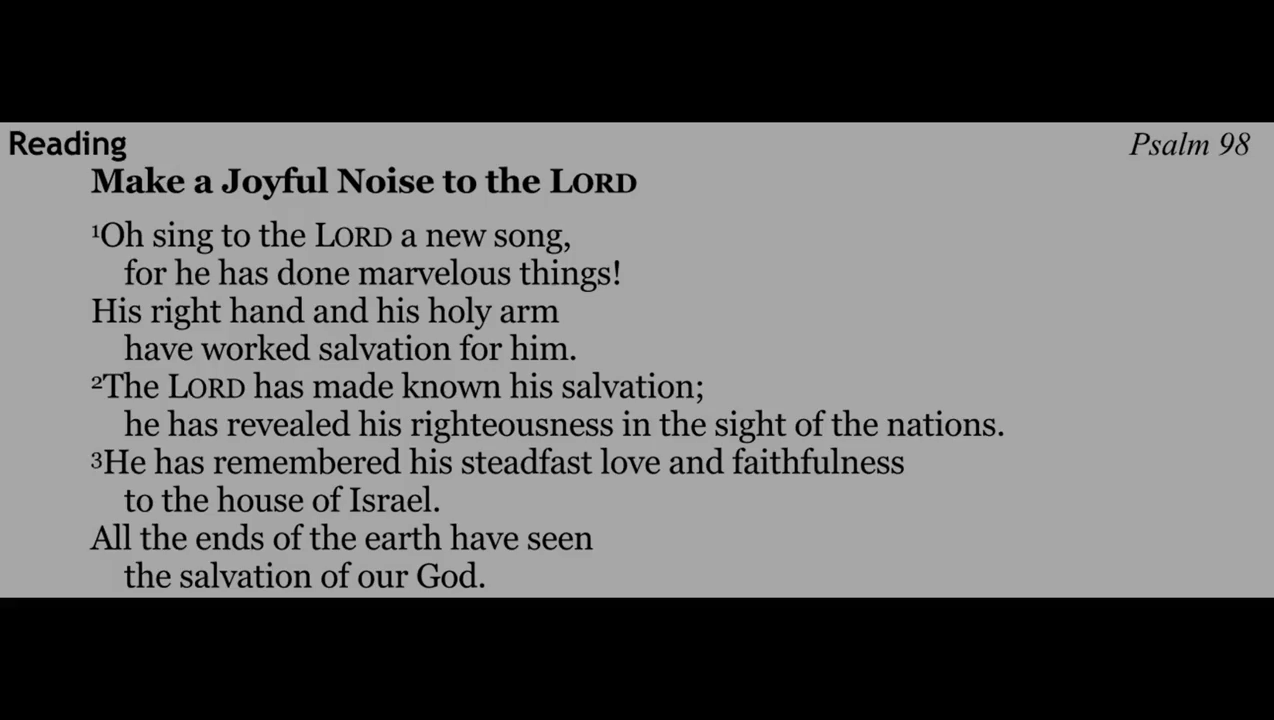 Reading Psalm 98
Make a Joyful Noise to the LORD
¹Oh sing to the LORD a new song,
for he has done marvelous things!
His right hand and his holy arm
have worked salvation for him.
²The LORD has made known his salvation;
he has revealed his righteousness in the sight of the nations.
³He has remembered his steadfast love and faithfulness
to the house of Israel.
All the ends of the earth have seen
the salvation of our God.